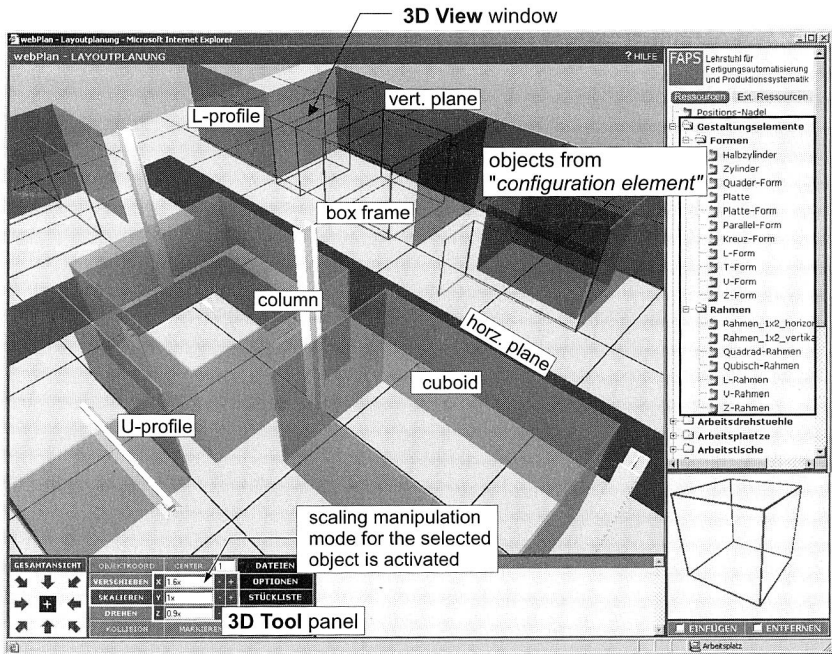 3D View window
webPlan - Layoutplanung - Microsoft Internet Explorer
webPlan - LAYOUTPLANUNG
? HILFE
FAPS
Lehrstuhl für
Fertigungsautomatisierung
und Produktionssystematik
Ressourcen Ext. Ressourcen
Positions-Nadel
Gestaltungselemente
Formen
Halbzylinder
Zylinder
Quader-Form
Platte
Platte-Form
Parallel-Form
Kreuz-Form
L-Form
T-Form
U-Form
Z-Form
Rahmen
Rahmen_1x2_horizon
Rahmen_1x2_vertika
Quadrad-Rahmen
Qubisch-Rahmen
L-Rahmen
U-Rahmen
Z-Rahmen
Arbeitsdrehstuehle
Arbeitsplaetze
Arbeitstische
L-profile
vert. plane
objects from
"configuration element"
box frame
column
horz. plane
cuboid
U-profile
scaling manipulation
mode for the selected
object is activated
GESAMTANSICHT
OBJEKTKOORD CENTER 1 DATEIEN
VERSCHIEBEN X 1.6x - + OPTIONEN
SKALIEREN Y 1x - + STÜCKLISTE
DREHEN Z 0.9x
KOLLISION MARKIEREN
3D Tool panel
EINFÜGEN ENTFERNEN
Arbeitsplatz